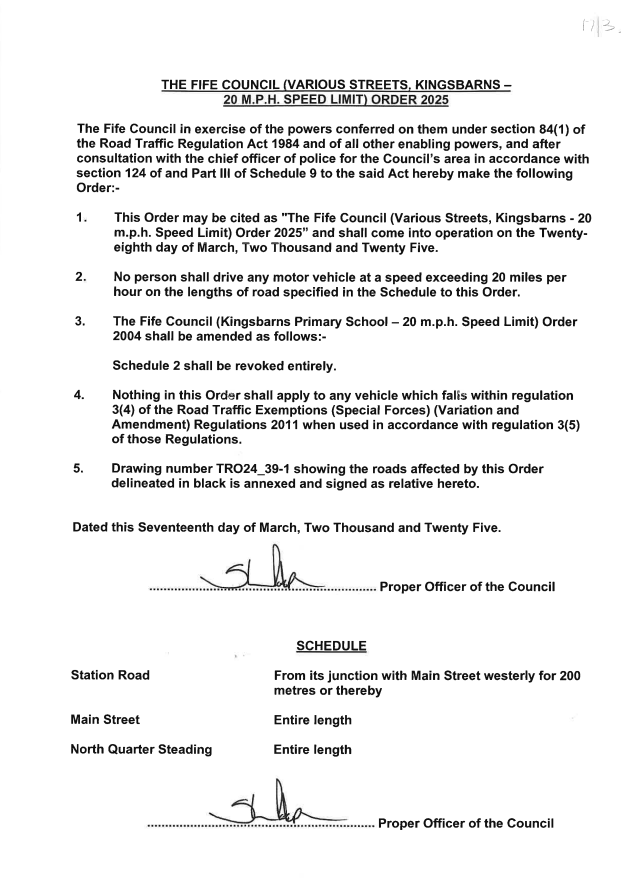 17/3.
THE FIFE COUNCIL (VARIOUS STREETS, KINGSBARNS –
20 M.P.H. SPEED LIMIT) ORDER 2025
The Fife Council in exercise of the powers conferred on them under section 84(1) of
the Road Traffic Regulation Act 1984 and of all other enabling powers, and after
consultation with the chief officer of police for the Council's area in accordance with
section 124 of and Part III of Schedule 9 to the said Act hereby make the following
Order:-
1. This Order may be cited as "The Fife Council (Various Streets, Kingsbarns - 20
m.p.h. Speed Limit) Order 2025" and shall come into operation on the Twenty-
eighth day of March, Two Thousand and Twenty Five.
2. No person shall drive any motor vehicle at a speed exceeding 20 miles per
hour on the lengths of road specified in the Schedule to this Order.
3. The Fife Council (Kingsbarns Primary School – 20 m.p.h. Speed Limit) Order
2004 shall be amended as follows:-
Schedule 2 shall be revoked entirely.
4. Nothing in this Order shall apply to any vehicle which falls within regulation
3(4) of the Road Traffic Exemptions (Special Forces) (Variation and
Amendment) Regulations 2011 when used in accordance with regulation 3(5)
of those Regulations.
5. Drawing number TRO24_39-1 showing the roads affected by this Order
delineated in black is annexed and signed as relative hereto.
Dated this Seventeenth day of March, Two Thousand and Twenty Five.
Proper Officer of the Council
SCHEDULE
Station Road From its junction with Main Street westerly for 200
metres or thereby
Main Street Entire length
North Quarter Steading Entire length
Proper Officer of the Council